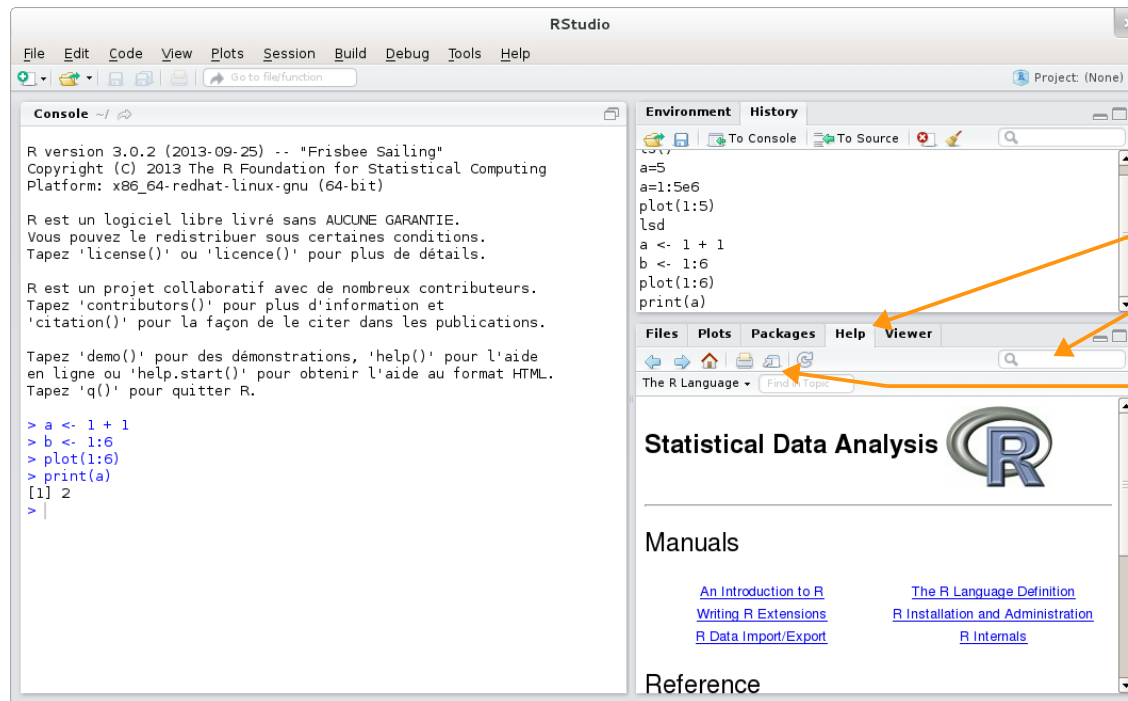 RStudio
File Edit Code View Plots Session Build Debug Tools Help
Go to file/function
Project: (None)
Console ~/
R version 3.0.2 (2013-09-25) -- "Frisbee Sailing"
Copyright (C) 2013 The R Foundation for Statistical Computing
Platform: x86_64-redhat-linux-gnu (64-bit)
R est un logiciel libre livré sans AUCUNE GARANTIE.
Vous pouvez le redistribuer sous certaines conditions.
Tapez 'license()' ou 'licence()' pour plus de détails.
R est un projet collaboratif avec de nombreux contributeurs.
Tapez 'contributors()' pour plus d'information et
'citation()' pour la façon de le citer dans les publications.
Tapez 'demo()' pour des démonstrations, 'help()' pour l'aide
en ligne ou 'help.start()' pour obtenir l'aide au format HTML.
Tapez 'q()' pour quitter R.
> a <- 1 + 1
> b <- 1:6
> plot(1:6)
> print(a)
[1] 2
>
Environment History
To Console To Source
a=5
a=1:5e6
plot(1:5)
lsd
a <- 1 + 1
b <- 1:6
plot(1:6)
print(a)
Files Plots Packages Help Viewer
The R Language Find in Topic
Statistical Data Analysis R
Manuals
An Introduction to R The R Language Definition
Writing R Extensions R Installation and Administration
R Data Import/Export R Internals
Reference